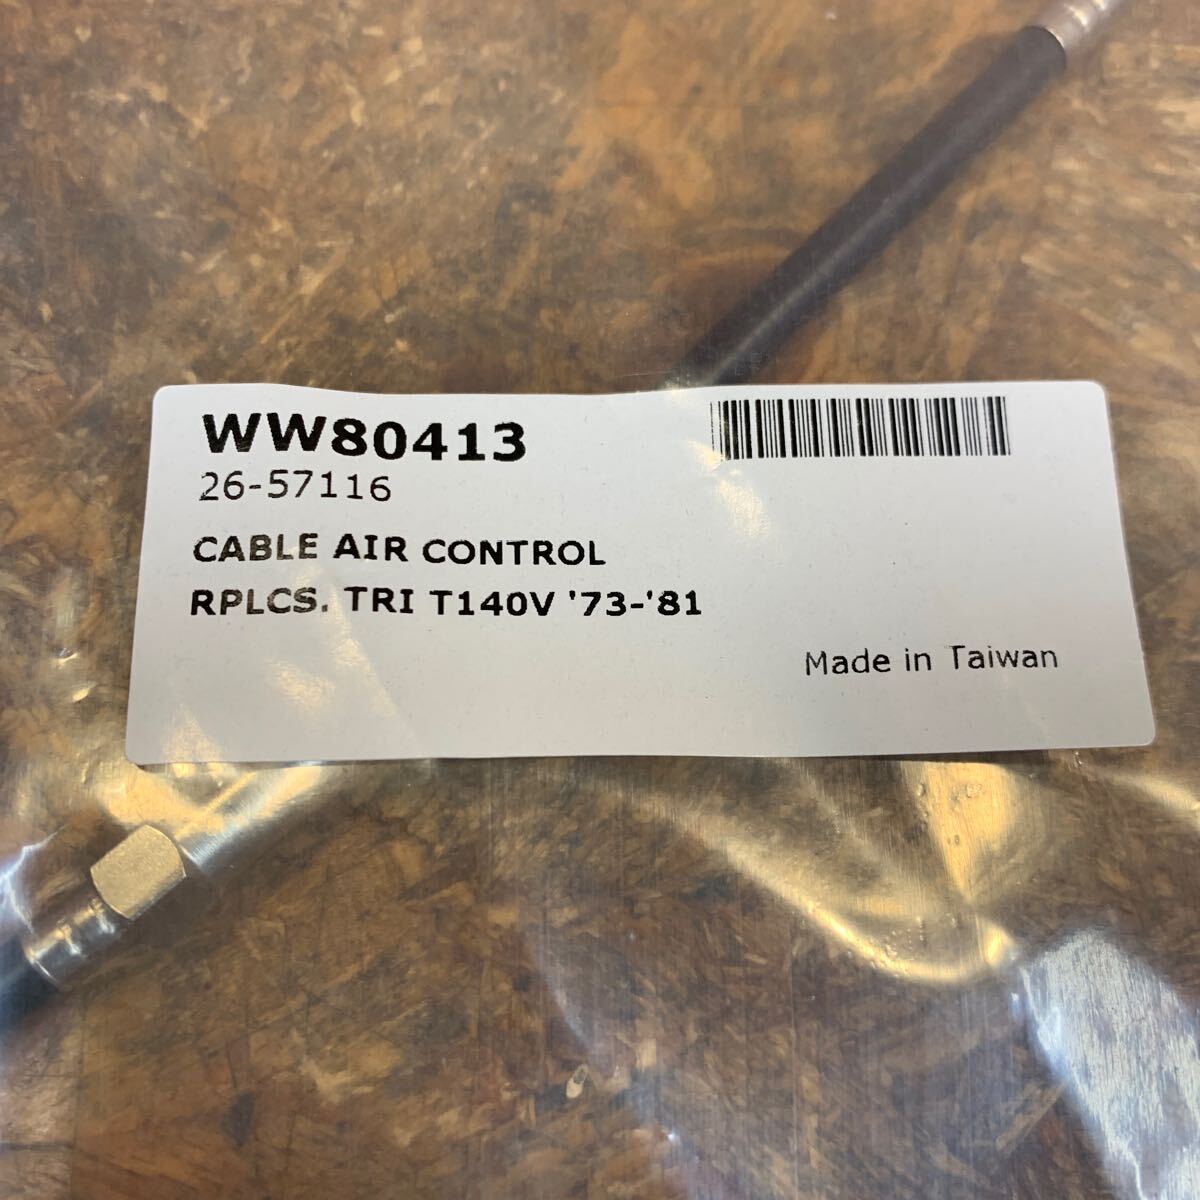 WW80413
26-57116
CABLE AIR CONTROL
RPLCS. TRI T140V '73-'81
Made in Taiwan